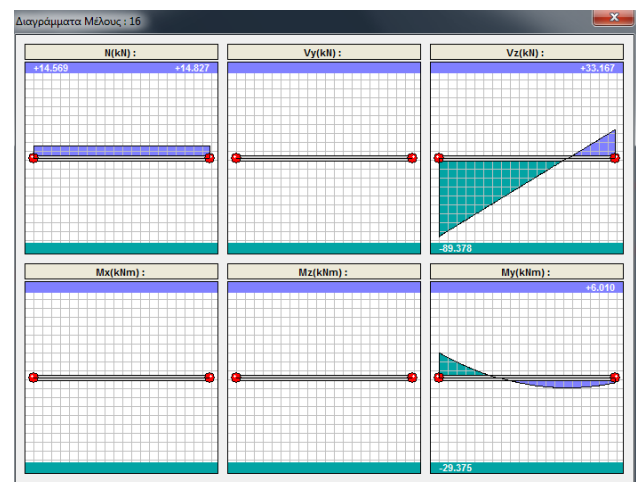 Διαγράμματα Μέλους : 16
x
N(kN) :
+14.569 +14.827
Vy(kN) :
Vz(kN) :
+33.167
-89.378
Mx(kNm) :
Mz(kNm) :
My(kNm) :
+6.010
-29.375